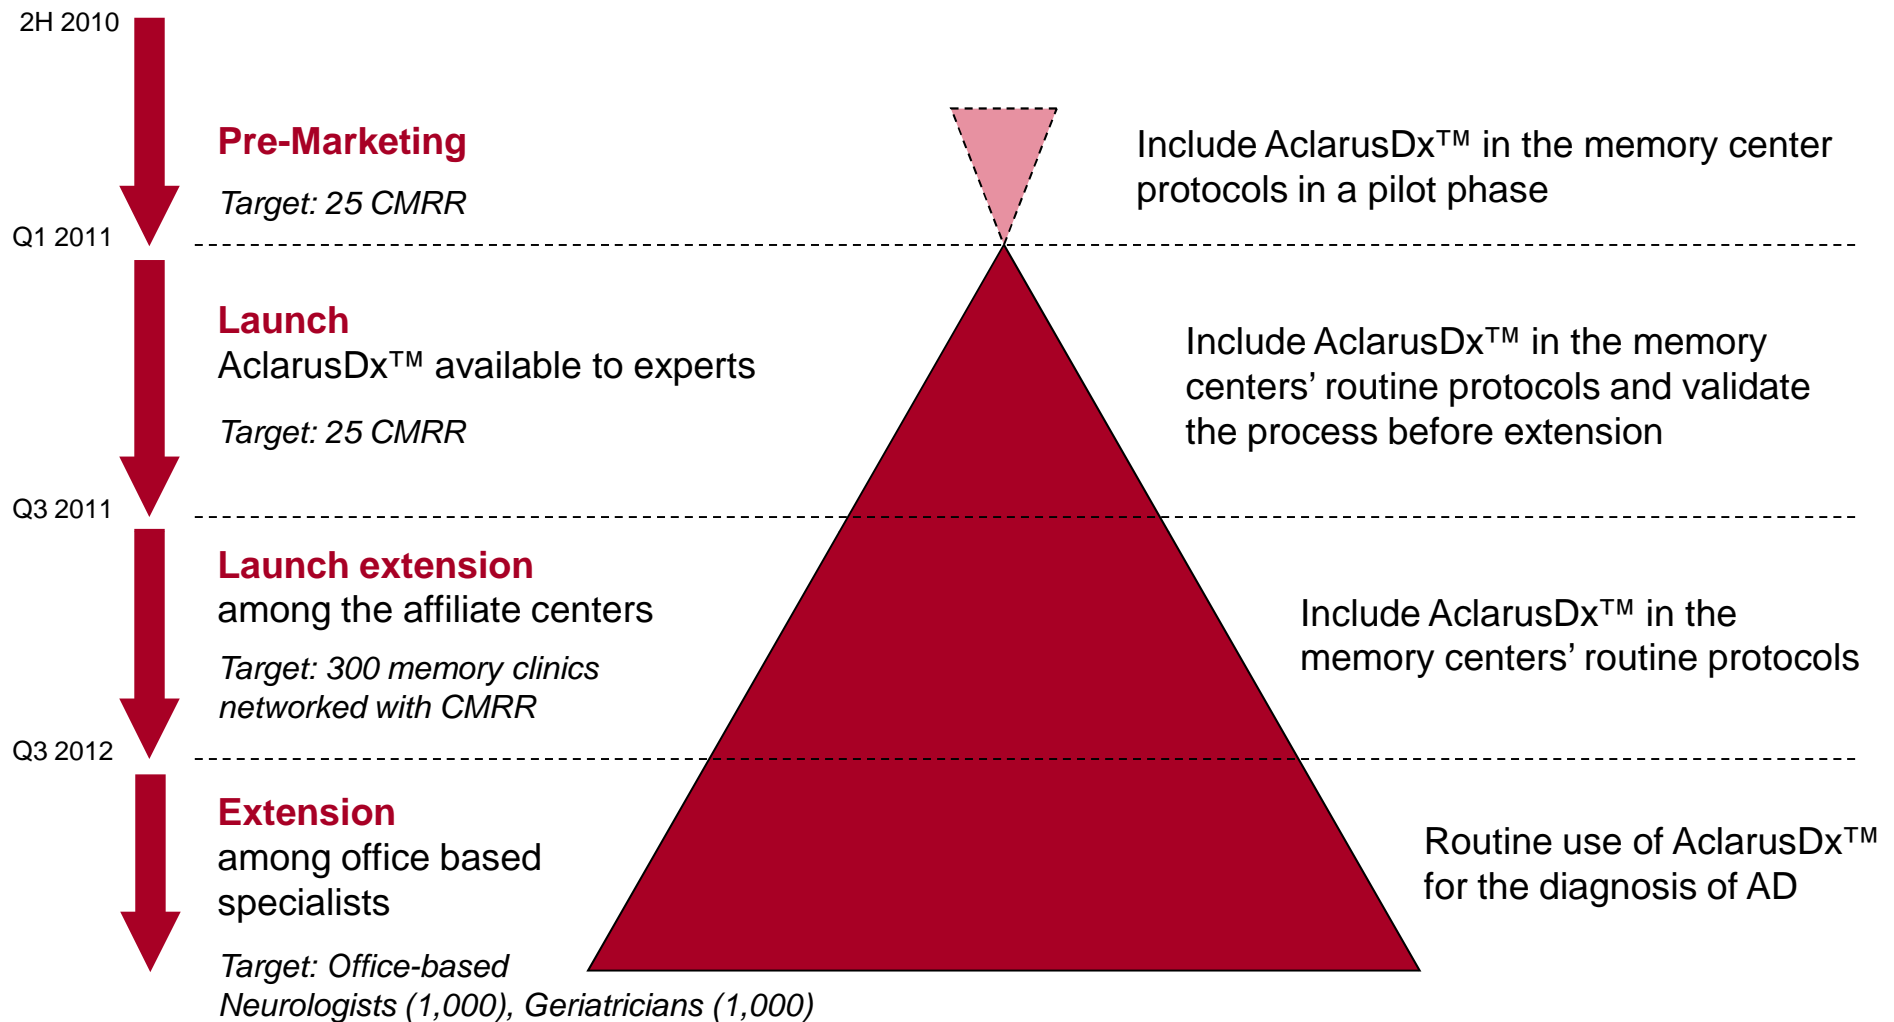 2H 2010
Pre-Marketing
Target: 25 CMRR
Include AclarusDx™ in the memory center
protocols in a pilot phase
Q1 2011
Launch
AclarusDx™ available to experts
Target: 25 CMRR
Include AclarusDx™ in the memory
centers’ routine protocols and validate
the process before extension
Q3 2011
Launch extension
among the affiliate centers
Target: 300 memory clinics
networked with CMRR
Include AclarusDx™ in the
memory centers’ routine protocols
Q3 2012
Extension
among office based
specialists
Target: Office-based
Neurologists (1,000), Geriatricians (1,000)
Routine use of AclarusDx™
for the diagnosis of AD